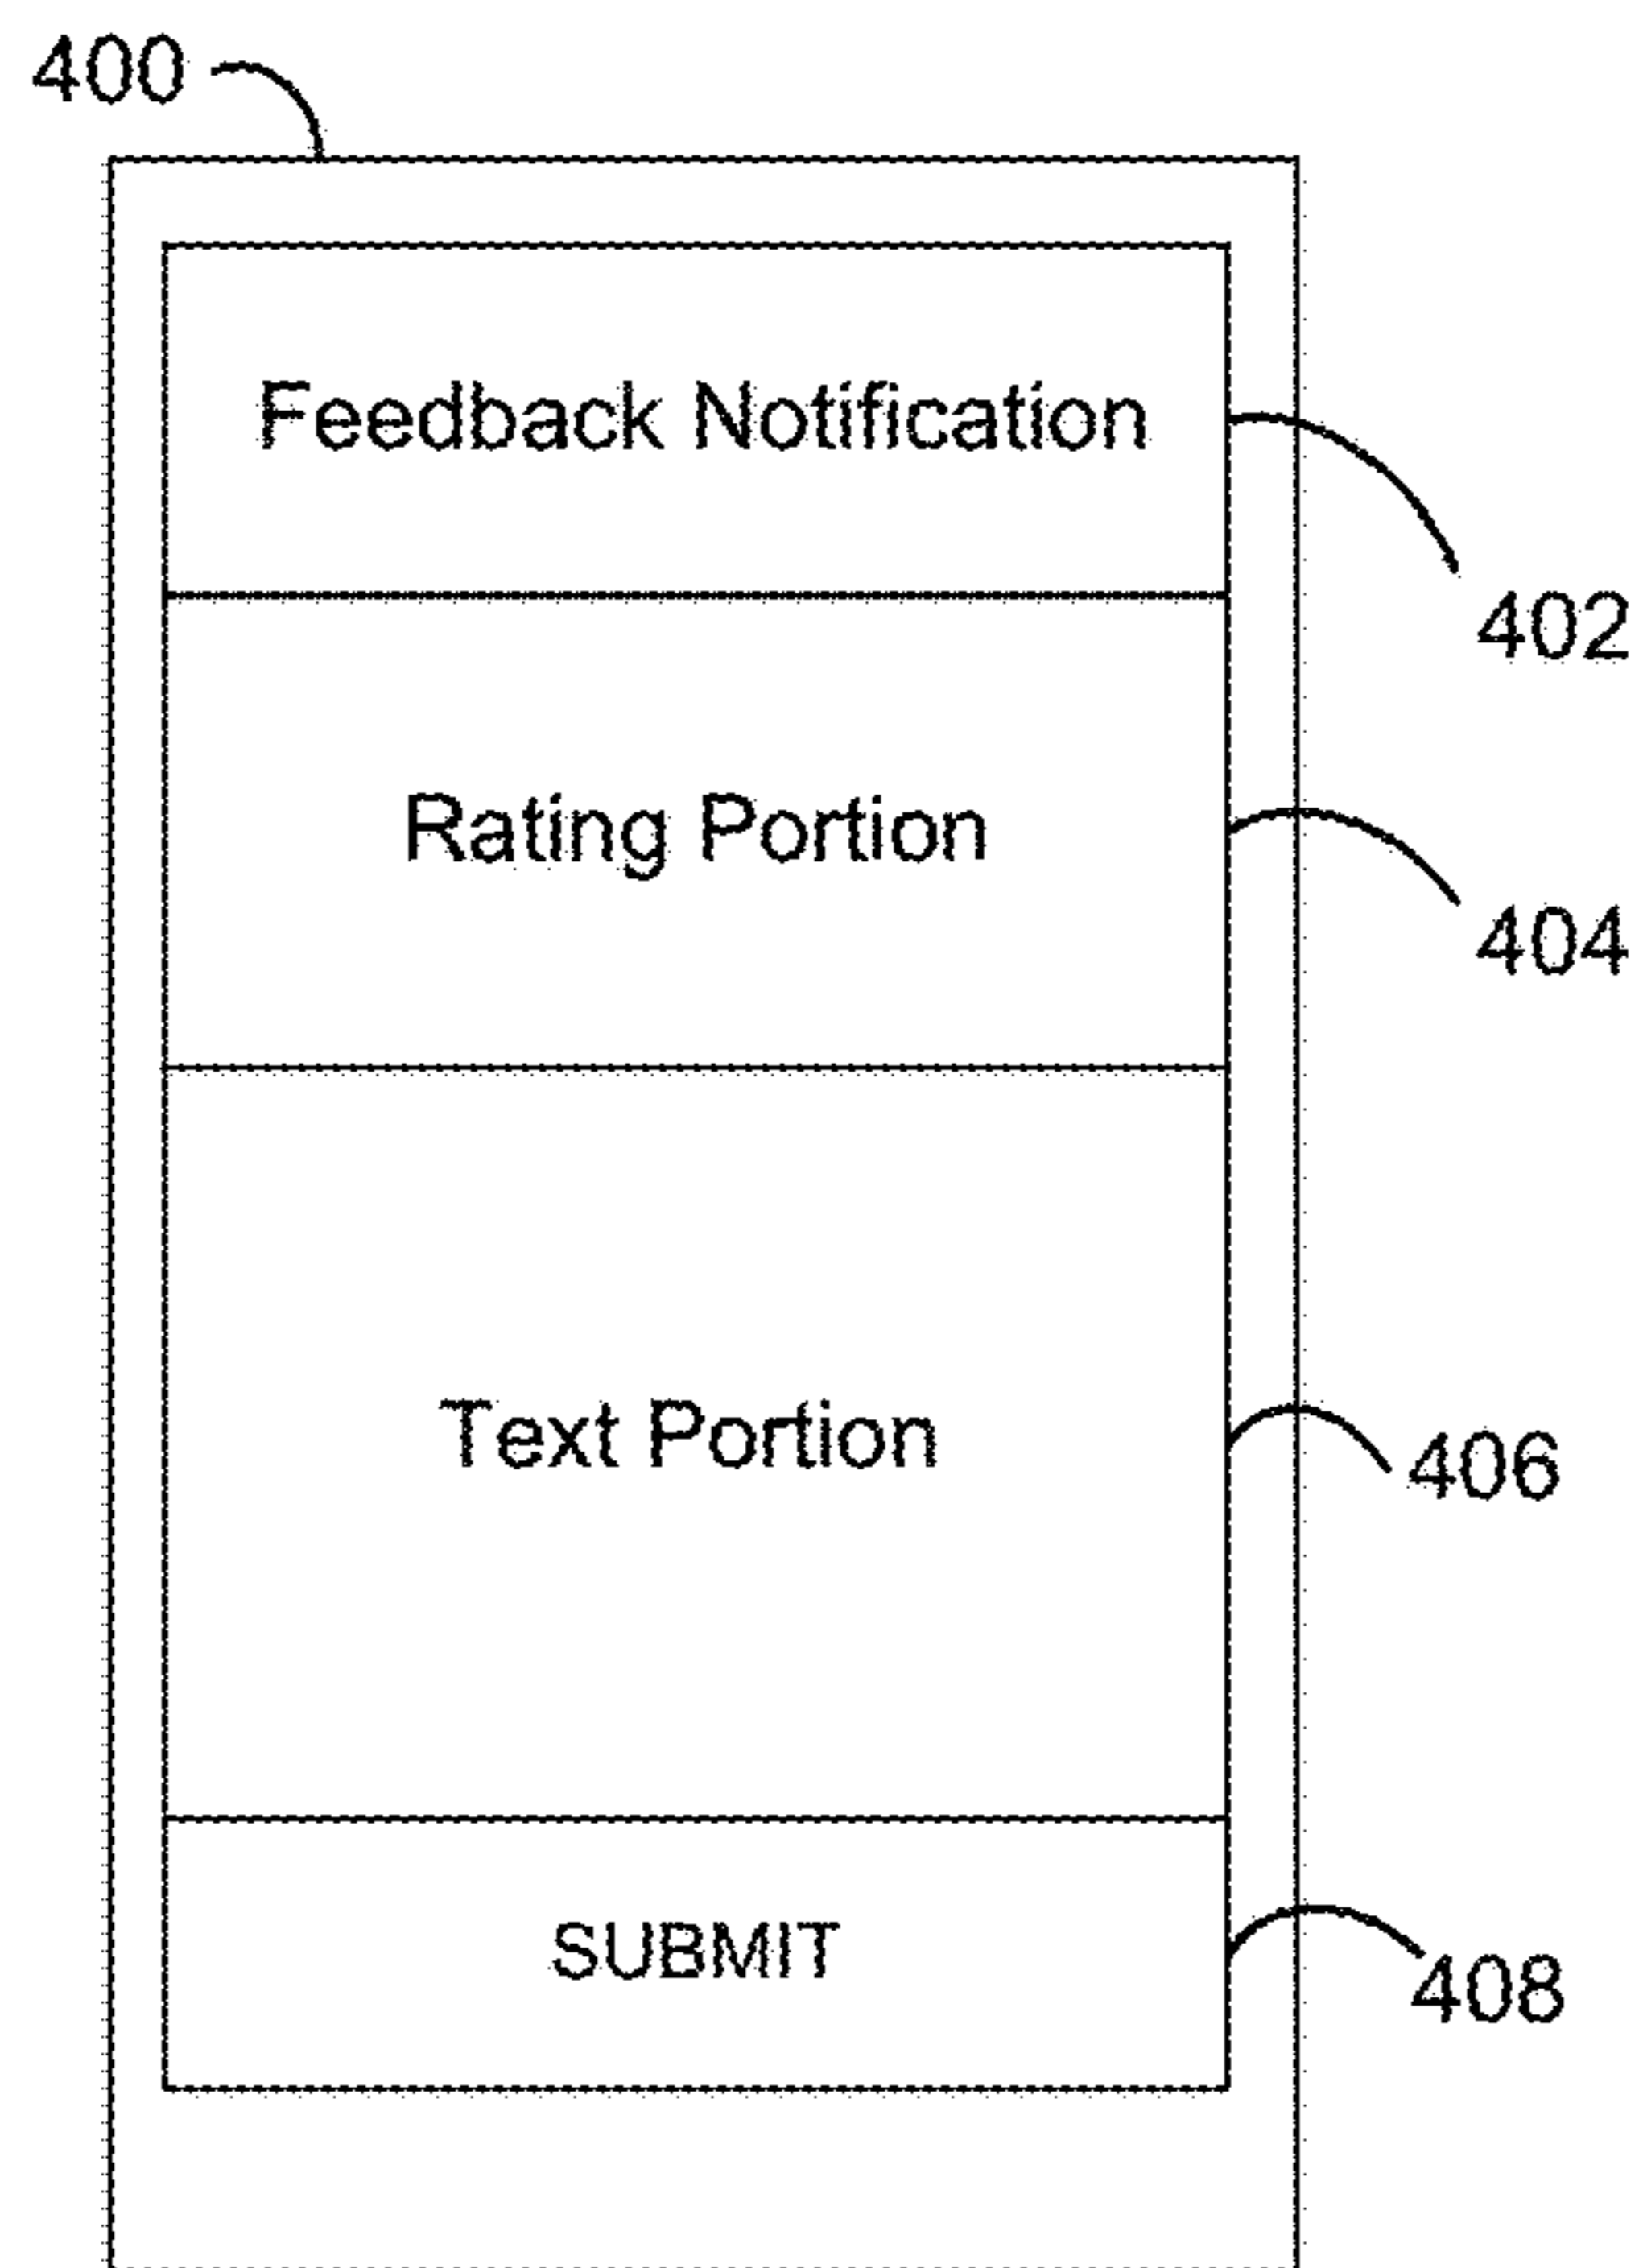 400
Feedback Notification
402
Rating Portion
404
Text Portion
406
SUBMIT
408